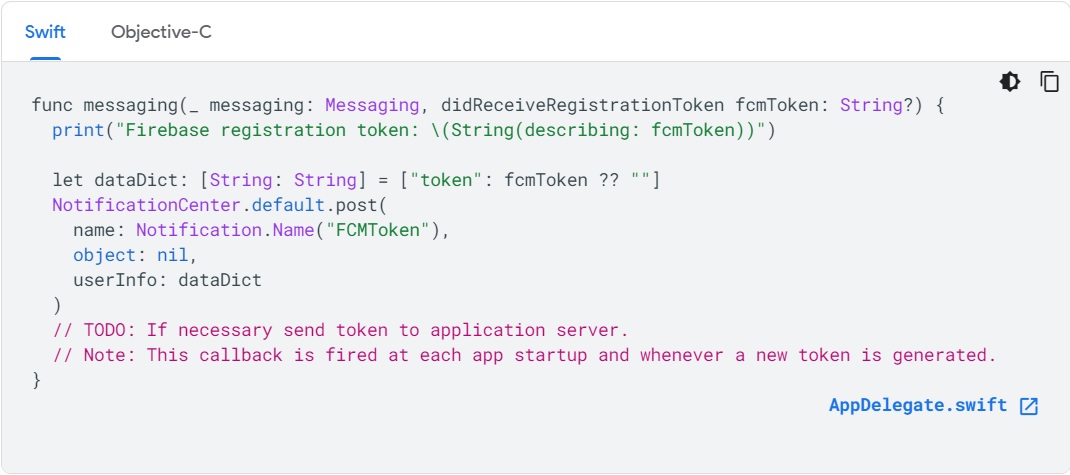 Swift Objective-C
func messaging(_ messaging: Messaging, didReceiveRegistrationToken fcmToken: String?) {
  print("Firebase registration token: \(String(describing: fcmToken))")

  let dataDict: [String: String] = ["token": fcmToken ?? ""]
  NotificationCenter.default.post(
    name: Notification.Name("FCMToken"),
    object: nil,
    userInfo: dataDict
  )
  // TODO: If necessary send token to application server.
  // Note: This callback is fired at each app startup and whenever a new token is generated.
}
AppDelegate.swift